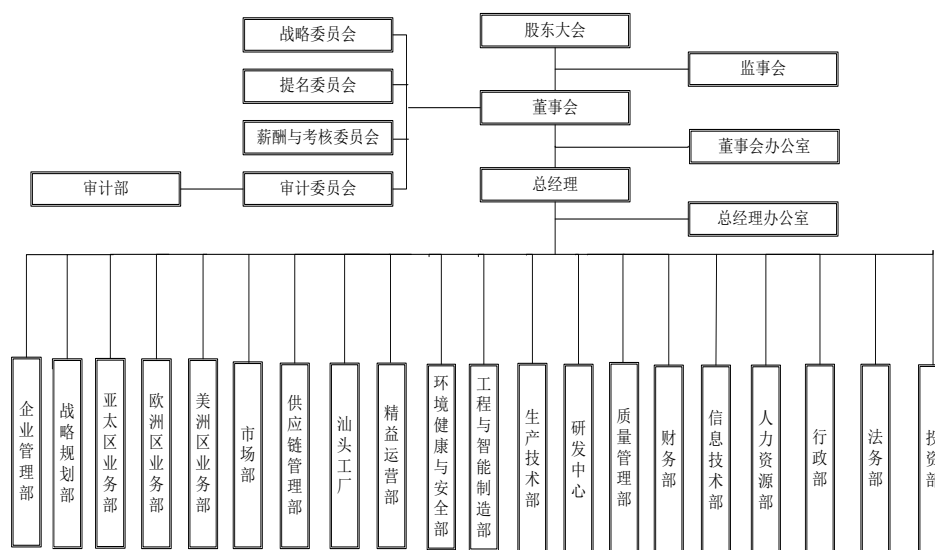 战略委员会
股东大会
监事会
提名委员会
董事会
薪酬与考核委员会
董事会办公室
审计部
审计委员会
总经理
总经理办公室
企业管理部
战略规划部
亚太区业务部
欧洲区业务部
美洲区业务部
市场部
供应链管理部
汕头工厂
精益运营部
环境健康与安全部
工程与智能制造部
生产技术部
研发中心
质量管理部
财务部
信息技术部
人力资源部
行政部
法务部
投资部